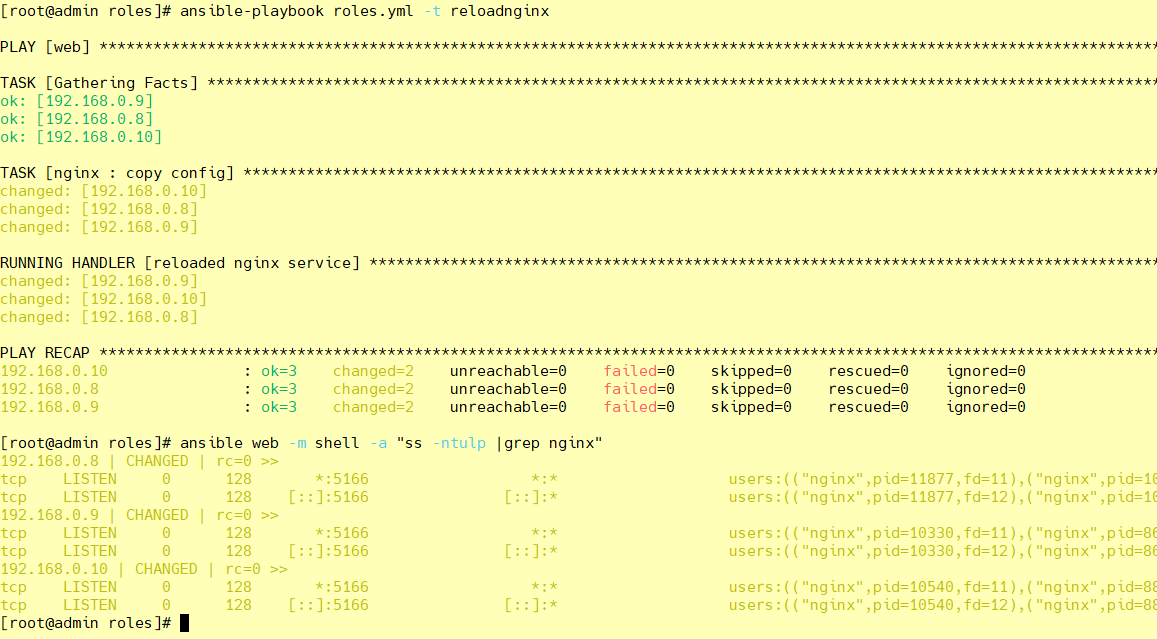 [root@admin roles]# ansible-playbook roles.yml -t reloadnginx
PLAY [web] *********************************************************************************************************************
TASK [Gathering Facts] *********************************************************************************************************
ok: [192.168.0.9]
ok: [192.168.0.8]
ok: [192.168.0.10]
TASK [nginx : copy config] *****************************************************************************************************
changed: [192.168.0.10]
changed: [192.168.0.8]
changed: [192.168.0.9]
RUNNING HANDLER [reloaded nginx service] ***************************************************************************************
changed: [192.168.0.9]
changed: [192.168.0.10]
changed: [192.168.0.8]
PLAY RECAP *********************************************************************************************************************
192.168.0.10 : ok=3 changed=2 unreachable=0 failed=0 skipped=0 rescued=0 ignored=0
192.168.0.8 : ok=3 changed=2 unreachable=0 failed=0 skipped=0 rescued=0 ignored=0
192.168.0.9 : ok=3 changed=2 unreachable=0 failed=0 skipped=0 rescued=0 ignored=0
[root@admin roles]# ansible web -m shell -a "ss -ntulp |grep nginx"
192.168.0.8 | CHANGED | rc=0 >>
tcp LISTEN 0 128 *:5166 *:* users:(("nginx",pid=11877,fd=11),("nginx",pid=10
tcp LISTEN 0 128 [::]:5166 [::]:* users:(("nginx",pid=11877,fd=12),("nginx",pid=10
192.168.0.9 | CHANGED | rc=0 >>
tcp LISTEN 0 128 *:5166 *:* users:(("nginx",pid=10330,fd=11),("nginx",pid=86
tcp LISTEN 0 128 [::]:5166 [::]:* users:(("nginx",pid=10330,fd=12),("nginx",pid=86
192.168.0.10 | CHANGED | rc=0 >>
tcp LISTEN 0 128 *:5166 *:* users:(("nginx",pid=10540,fd=11),("nginx",pid=88
tcp LISTEN 0 128 [::]:5166 [::]:* users:(("nginx",pid=10540,fd=12),("nginx",pid=88
[root@admin roles]#